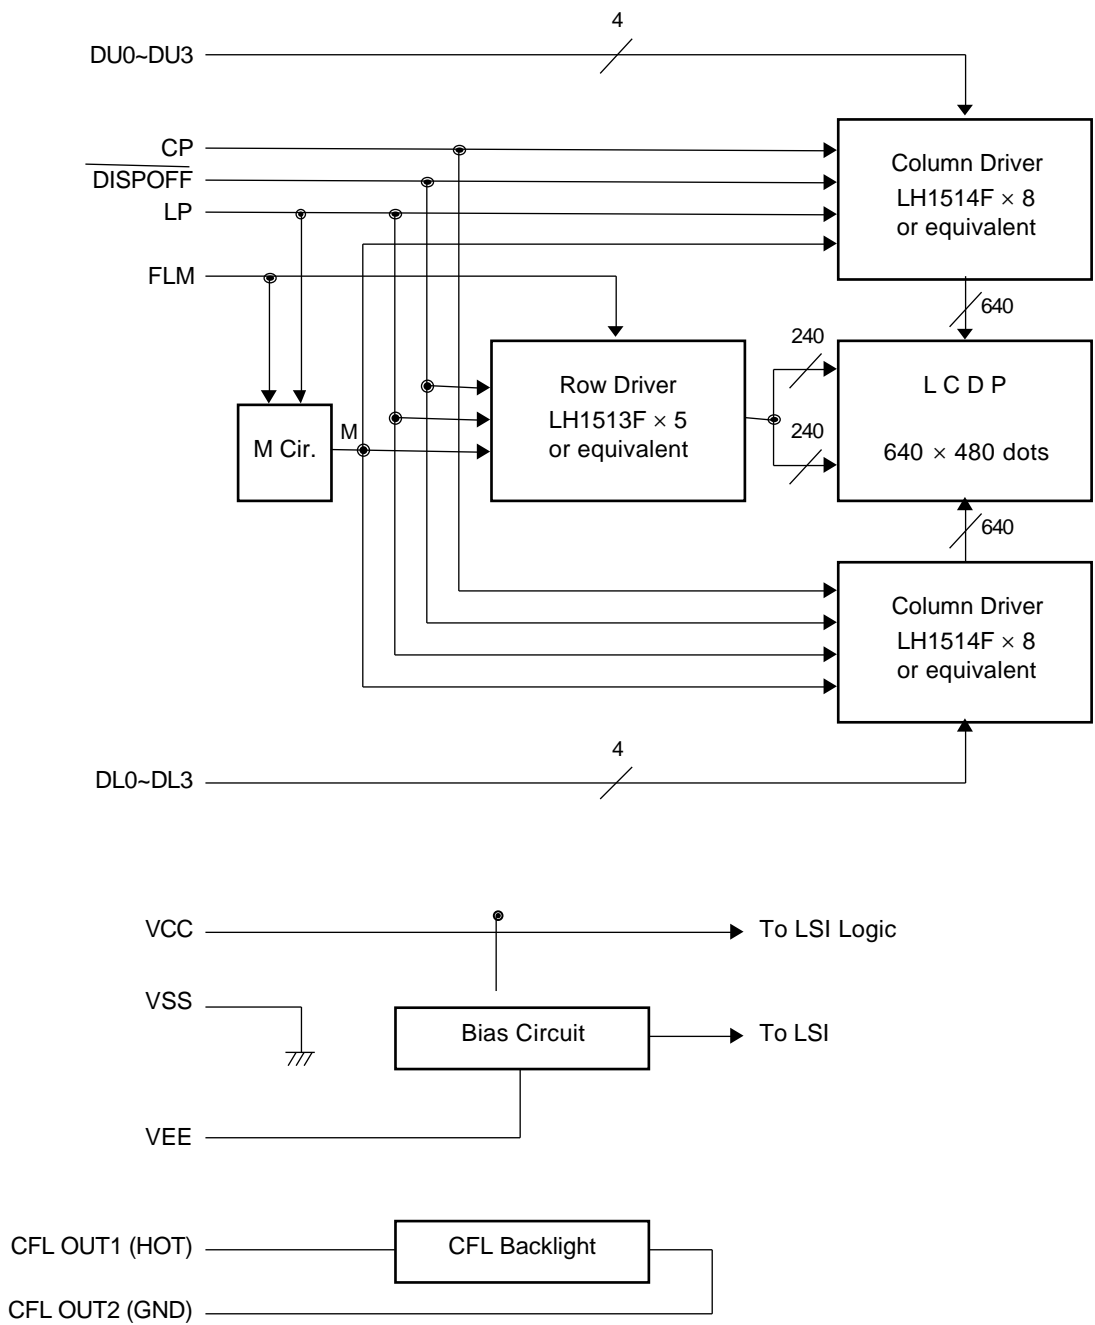 4
DU0~DU3
CP
DISPOFF
LP
FLM
Column Driver
LH1514F × 8
or equivalent
640
240
240
Row Driver
LH1513F × 5
or equivalent
L C D P
640 × 480 dots
M Cir.
M
640
Column Driver
LH1514F × 8
or equivalent
4
DL0~DL3
VCC
To LSI Logic
VSS
Bias Circuit
To LSI
VEE
CFL OUT1 (HOT)
CFL Backlight
CFL OUT2 (GND)